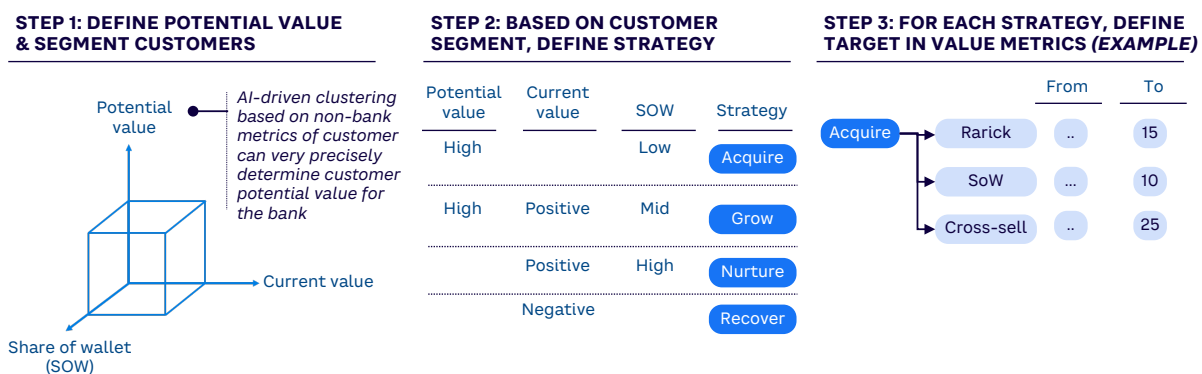 STEP 1: DEFINE POTENTIAL VALUE
& SEGMENT CUSTOMERS
Potential
value
AI-driven clustering
based on non-bank
metrics of customer
can very precisely
determine customer
potential value for
the bank
Current value
Share of wallet
(SOW)
STEP 2: BASED ON CUSTOMER
SEGMENT, DEFINE STRATEGY
Potential
value
Current
value
SOW
Strategy
High
Low
Acquire
High
Positive
Mid
Grow
Positive
High
Nurture
Negative
Recover
STEP 3: FOR EACH STRATEGY, DEFINE
TARGET IN VALUE METRICS (EXAMPLE)
From
To
Acquire
Rarick
..
15
SoW
...
10
Cross-sell
..
25